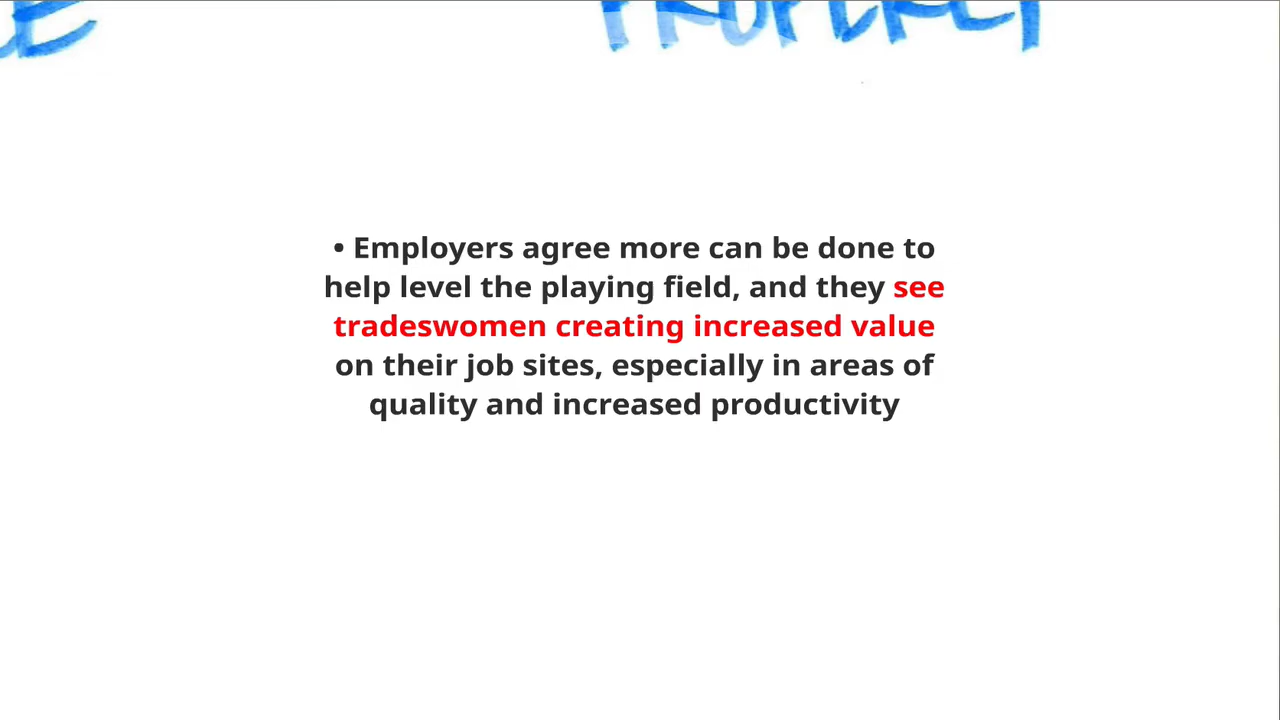 • Employers agree more can be done to
help level the playing field, and they see
tradeswomen creating increased value
on their job sites, especially in areas of
quality and increased productivity